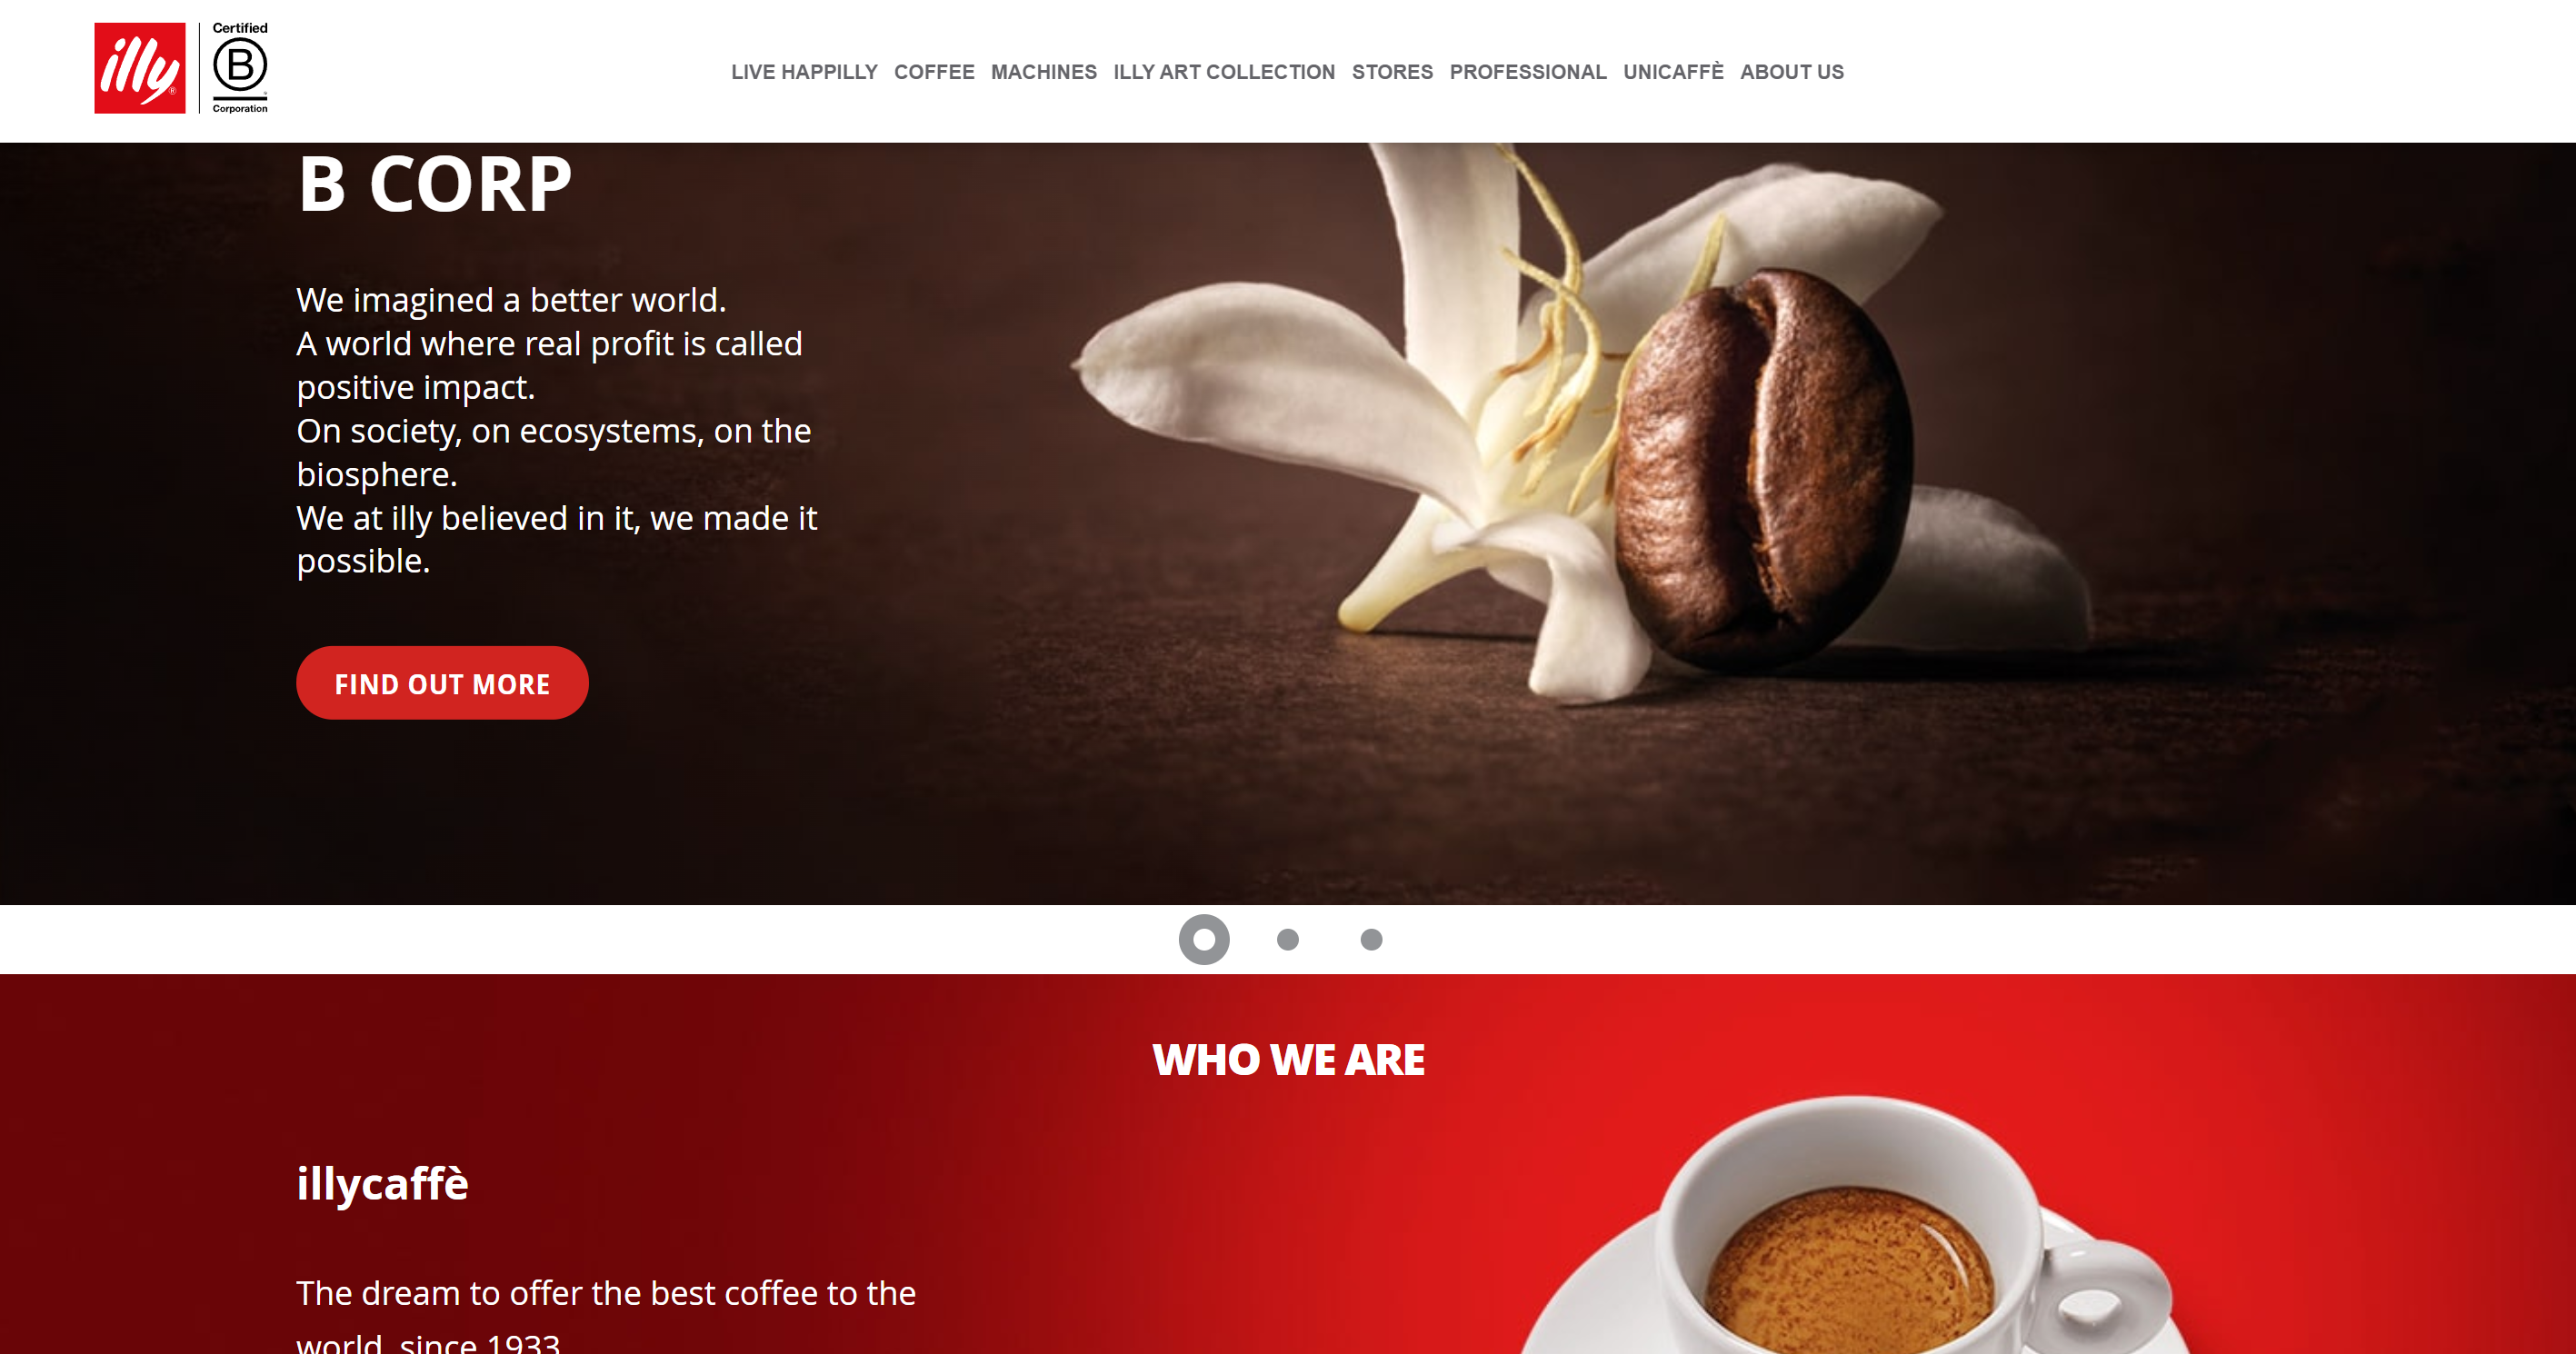 illy®
Certified
B
Corporation
LIVE HAPPILLY COFFEE MACHINES ILLY ART COLLECTION STORES PROFESSIONAL UNICAFFÈ ABOUT US
B CORP
We imagined a better world.
A world where real profit is called
positive impact.
On society, on ecosystems, on the
biosphere.
We at illy believed in it, we made it
possible.
FIND OUT MORE
WHO WE ARE
illycaffè
The dream to offer the best coffee to the
world, since 1933